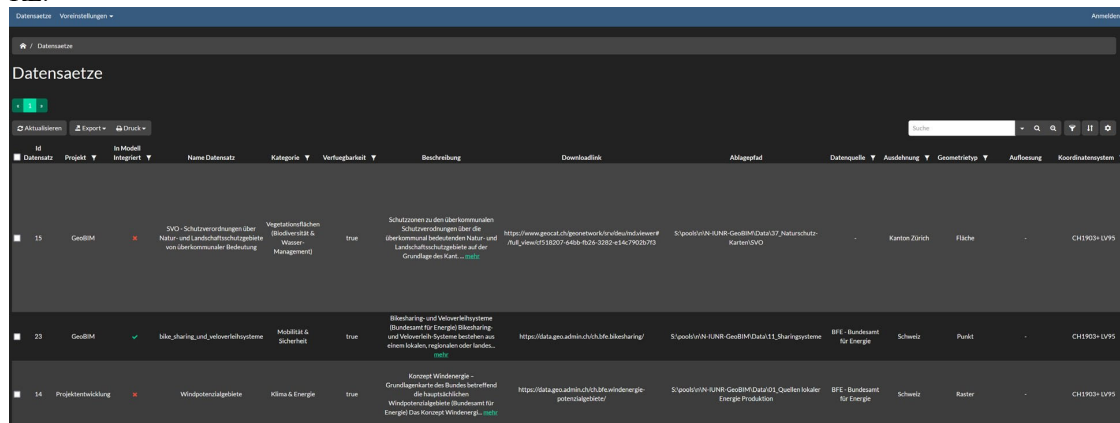 Datensaetze Voreinstellungen Anmelden
/ Datensaetze
Datensaetze
1
Aktualisieren Export Druck Suche
Id Datensatz Projekt In Modell Integriert Name Datensatz Kategorie Verfuegbarkeit Beschreibung Downloadlink Ablagepfad Datenquelle Ausdehnung Geometrietyp Aufloesung Koordinatensystem
15
GeoBIM
SVO - Schutzverordnungen über
Natur- und Landschaftsschutzgebiete
von überkommunaler Bedeutung
Vegetationsflächen
(Biodiversität &
Wasser-
Management)
true
Schutzzonen zu den überkommunalen
Schutzverordnungen über die
überkommunal bedeutenden Natur- und
Landschaftsschutzgebiete auf der
Grundlage des Kant. ... mehr
https://www.geocat.ch/geonetwork/srv/deu/md.viewer#
/full_view/cf518207-64bb-fb26-3282-e14c7902b7f3
S:\pools\n\N-IUNR-GeoBIM\Data\37_Naturschutz-
Karten\SVO
-
Kanton Zürich
Fläche
-
CH1903+ LV95
23
GeoBIM
bike_sharing_und_veloverleihsysteme
Mobilität &
Sicherheit
true
Bikesharing- und Veloverleihsysteme
(Bundesamt für Energie) Bikesharing-
und Veloverleih-Systeme bestehen aus
einem lokalen, regionalen oder landes...
mehr
https://data.geo.admin.ch/ch.bfe.bikesharing/
S:\pools\n\N-IUNR-GeoBIM\Data\11_Sharingsysteme
BFE - Bundesamt
für Energie
Schweiz
Punkt
-
CH1903+ LV95
14
Projektentwicklung
Windpotenzialgebiete
Klima & Energie
true
Konzept Windenergie –
Grundlagenkarte des Bundes betreffend
die hauptsächlichen
Windpotenzialgebiete (Bundesamt für
Energie) Das Konzept Windenergi... mehr
https://data.geo.admin.ch/ch.bfe.windenergie-
potenzialgebiete/
S:\pools\n\N-IUNR-GeoBIM\Data\01_Quellen lokaler
Energie Produktion
BFE - Bundesamt
für Energie
Schweiz
Raster
-
CH1903+ LV95